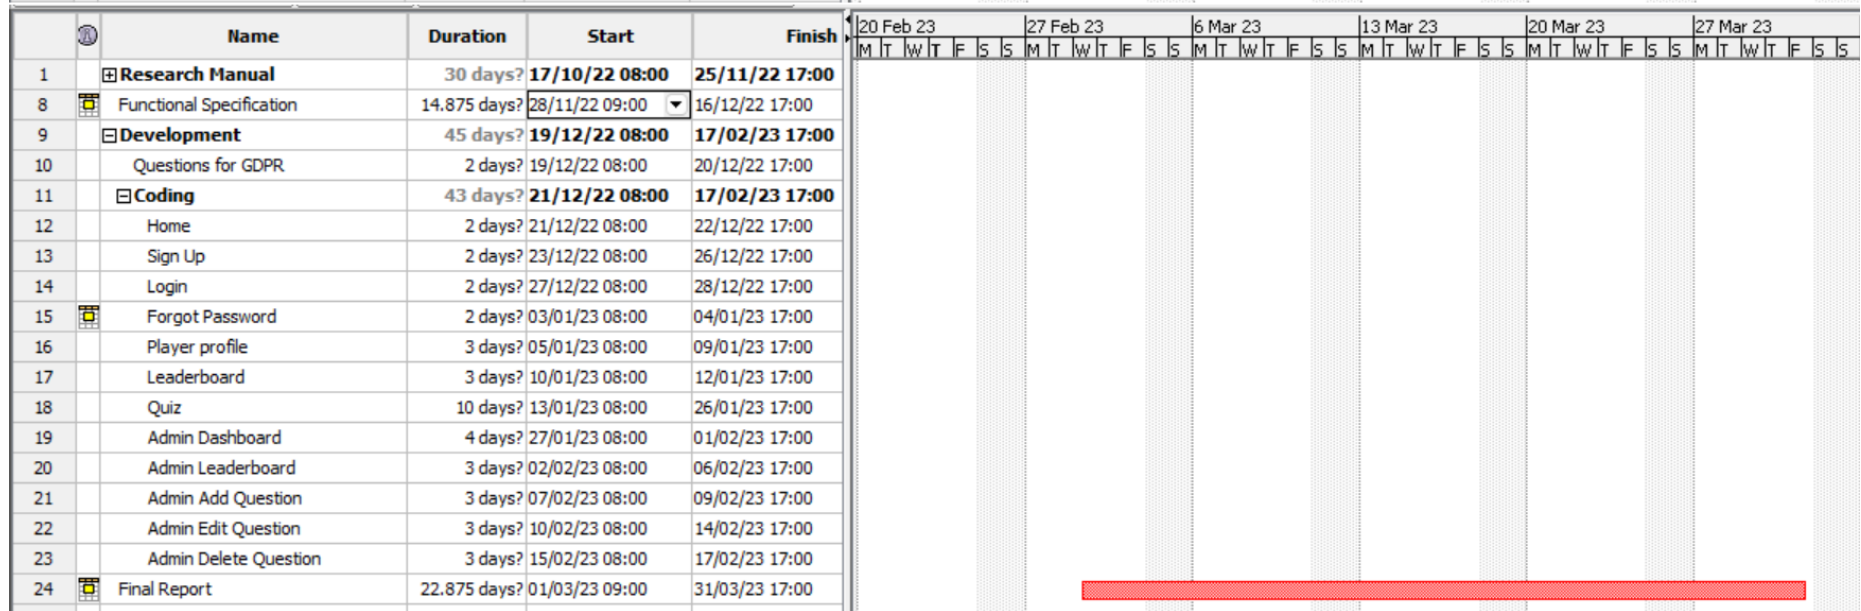 Name Duration Start Finish 20 Feb 23 27 Feb 23 6 Mar 23 13 Mar 23 20 Mar 23 27 Mar 23
M T W T F S S M T W T F S S M T W T F S S M T W T F S S M T W T F S S M T W T F S S
1 Research Manual 30 days? 17/10/22 08:00 25/11/22 17:00
8 Functional Specification 14.875 days? 28/11/22 09:00 16/12/22 17:00
9 Development 45 days? 19/12/22 08:00 17/02/23 17:00
10 Questions for GDPR 2 days? 19/12/22 08:00 20/12/22 17:00
11 Coding 43 days? 21/12/22 08:00 17/02/23 17:00
12 Home 2 days? 21/12/22 08:00 22/12/22 17:00
13 Sign Up 2 days? 23/12/22 08:00 26/12/22 17:00
14 Login 2 days? 27/12/22 08:00 28/12/22 17:00
15 Forgot Password 2 days? 03/01/23 08:00 04/01/23 17:00
16 Player profile 3 days? 05/01/23 08:00 09/01/23 17:00
17 Leaderboard 3 days? 10/01/23 08:00 12/01/23 17:00
18 Quiz 10 days? 13/01/23 08:00 26/01/23 17:00
19 Admin Dashboard 4 days? 27/01/23 08:00 01/02/23 17:00
20 Admin Leaderboard 3 days? 02/02/23 08:00 06/02/23 17:00
21 Admin Add Question 3 days? 07/02/23 08:00 09/02/23 17:00
22 Admin Edit Question 3 days? 10/02/23 08:00 14/02/23 17:00
23 Admin Delete Question 3 days? 15/02/23 08:00 17/02/23 17:00
24 Final Report 22.875 days? 01/03/23 09:00 31/03/23 17:00